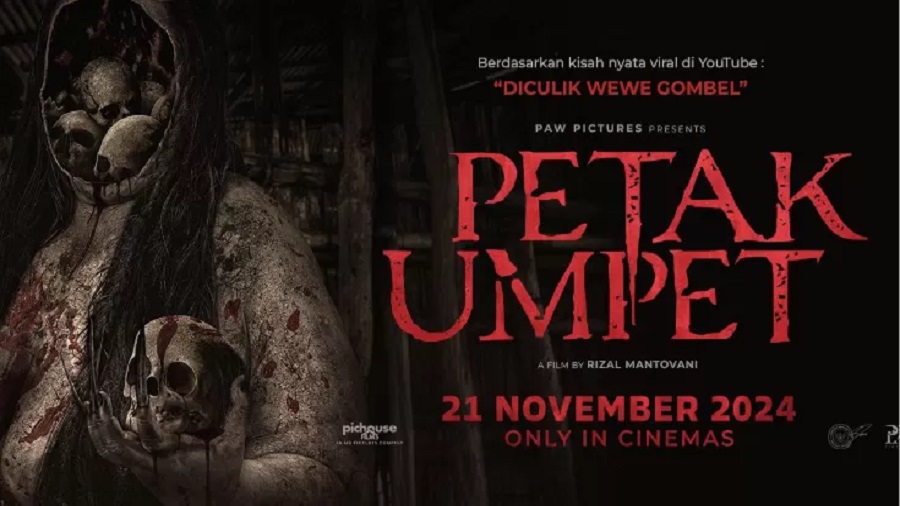 Berdasarkan kisah nyata viral di YouTube :
“DICULIK WEWE GOMBEL”
PAW PICTURES PRESENTS
PETAK
UMPET
A FILM BY RIZAL MANTOVANI
21 NOVEMBER 2024
ONLY IN CINEMAS
pichouse
FILMS